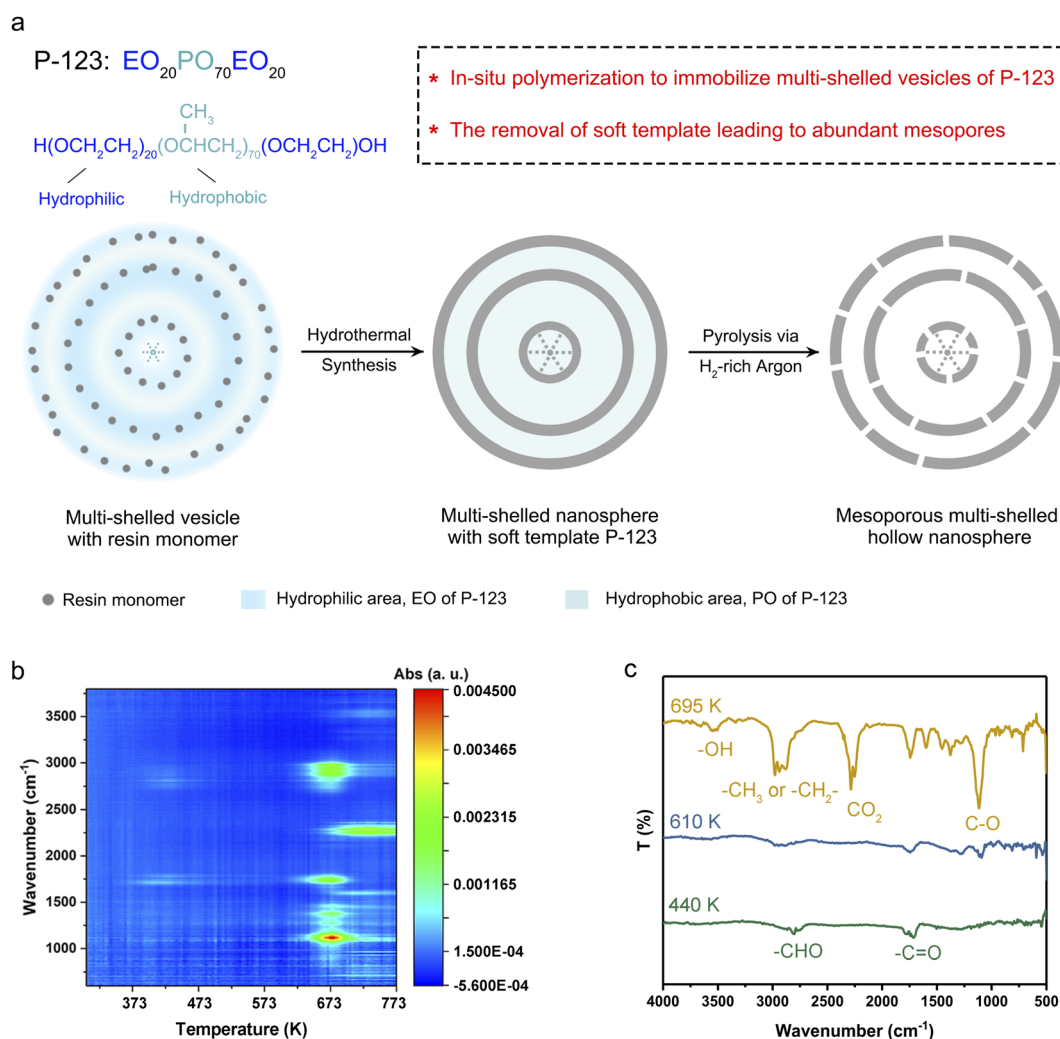 a
P-123: EO20PO70EO20
* In-situ polymerization to immobilize multi-shelled vesicles of P-123
* The removal of soft template leading to abundant mesopores
CH3
H(OCH2CH2)20(OCHCH2)70(OCH2CH2)OH
Hydrophilic
Hydrophobic
Hydrothermal
Synthesis
Pyrolysis via
H2-rich Argon
Multi-shelled vesicle
with resin monomer
Multi-shelled nanosphere
with soft template P-123
Mesoporous multi-shelled
hollow nanosphere
Resin monomer
Hydrophilic area, EO of P-123
Hydrophobic area, PO of P-123
b
Abs (a. u.)
0.004500
0.003465
0.002315
0.001165
1.500E-04
-5.600E-04
3500
3000
2500
2000
1500
1000
Wavenumber (cm-1)
373 473 573 673 773
Temperature (K)
c
695 K
-OH
-CH3 or -CH2-
CO2
C-O
610 K
440 K
-CHO
-C=O
T (%)
4000 3500 3000 2500 2000 1500 1000 500
Wavenumber (cm-1)